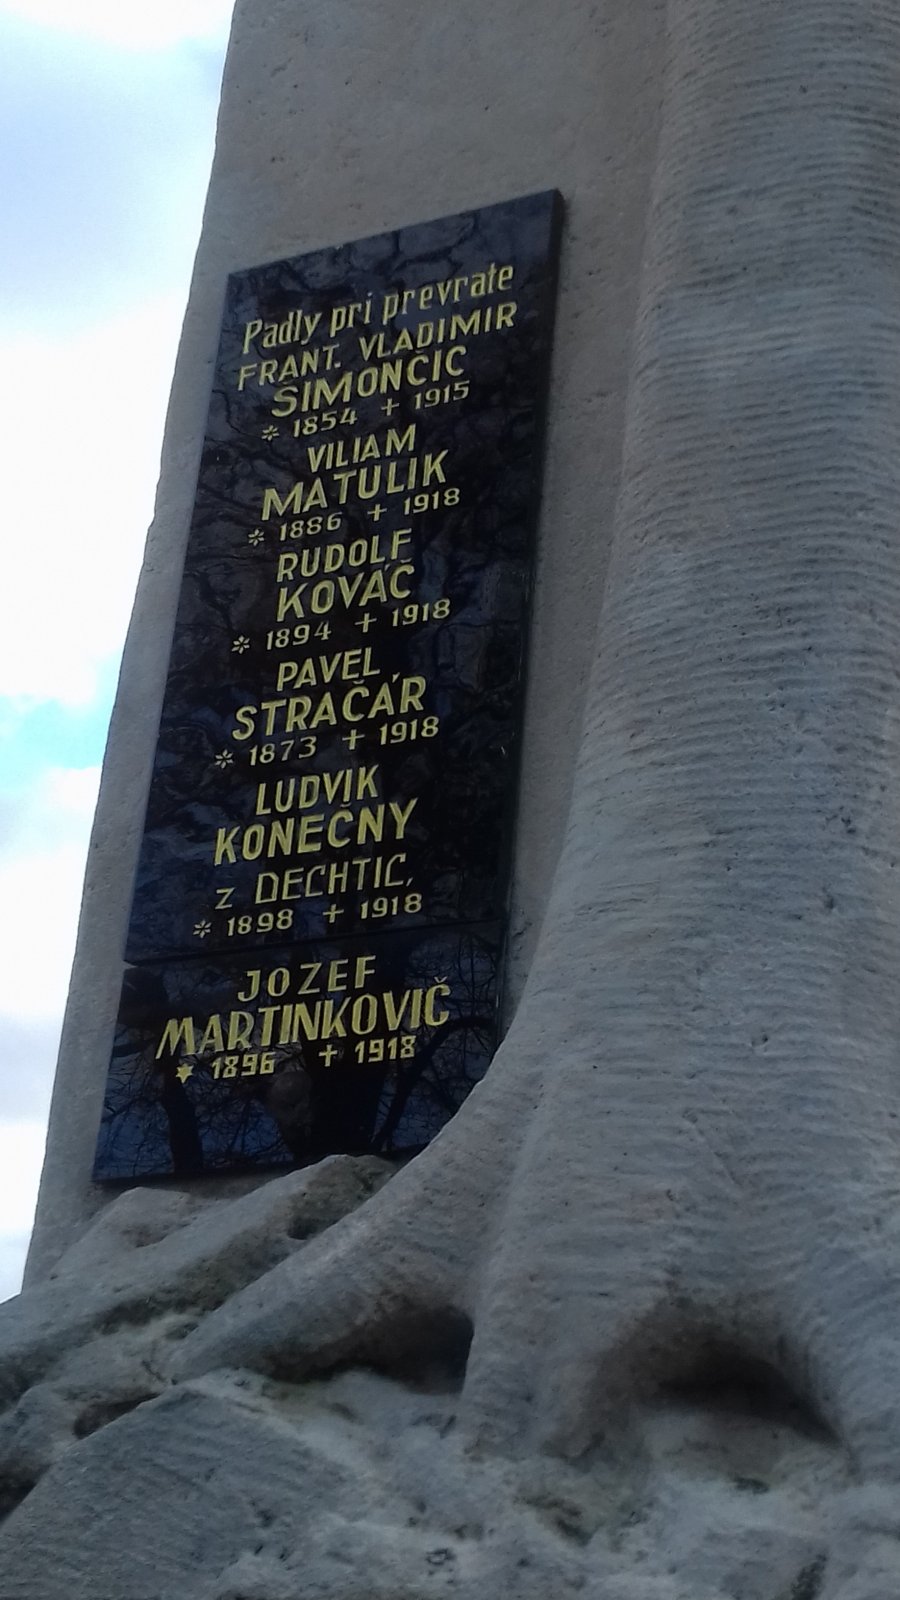 Padly pri prevrate
FRANT. VLADIMIR
ŠIMONČIC
* 1854 + 1915
VILIAM
MATULIK
* 1886 + 1918
RUDOLF
KOVÁČ
* 1894 + 1918
PAVEL
STRAČÁR
* 1873 + 1918
LUDVIK
KONEČNY
Z DECHTIC,
* 1898 + 1918
JOZEF
MARTINKOVIČ
* 1896 + 1918